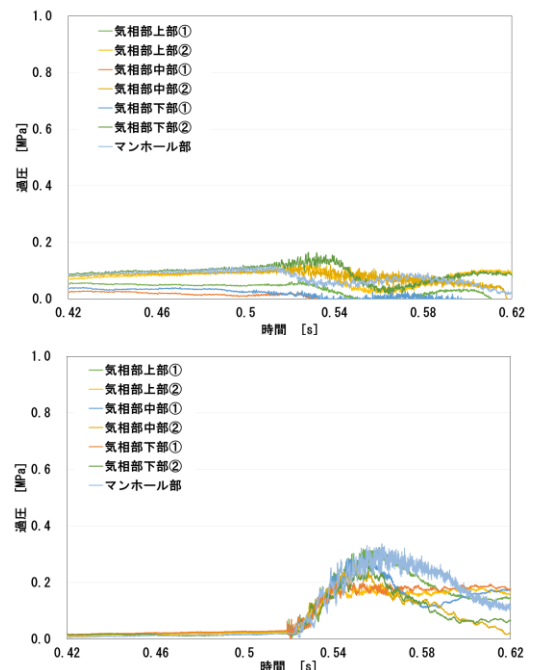 1.0
気相部上部①
気相部上部②
0.8
気相部中部①
気相部中部②
気相部下部①
気相部下部②
0.6
マンホール部
過圧 [MPa]
0.4
0.2
0.0
0.42 0.46 0.5 0.54 0.58 0.62
時間 [s]
1.0
気相部上部①
気相部上部②
0.8
気相部中部①
気相部中部②
気相部下部①
気相部下部②
0.6
マンホール部
過圧 [MPa]
0.4
0.2
0.0
0.42 0.46 0.5 0.54 0.58 0.62
時間 [s]